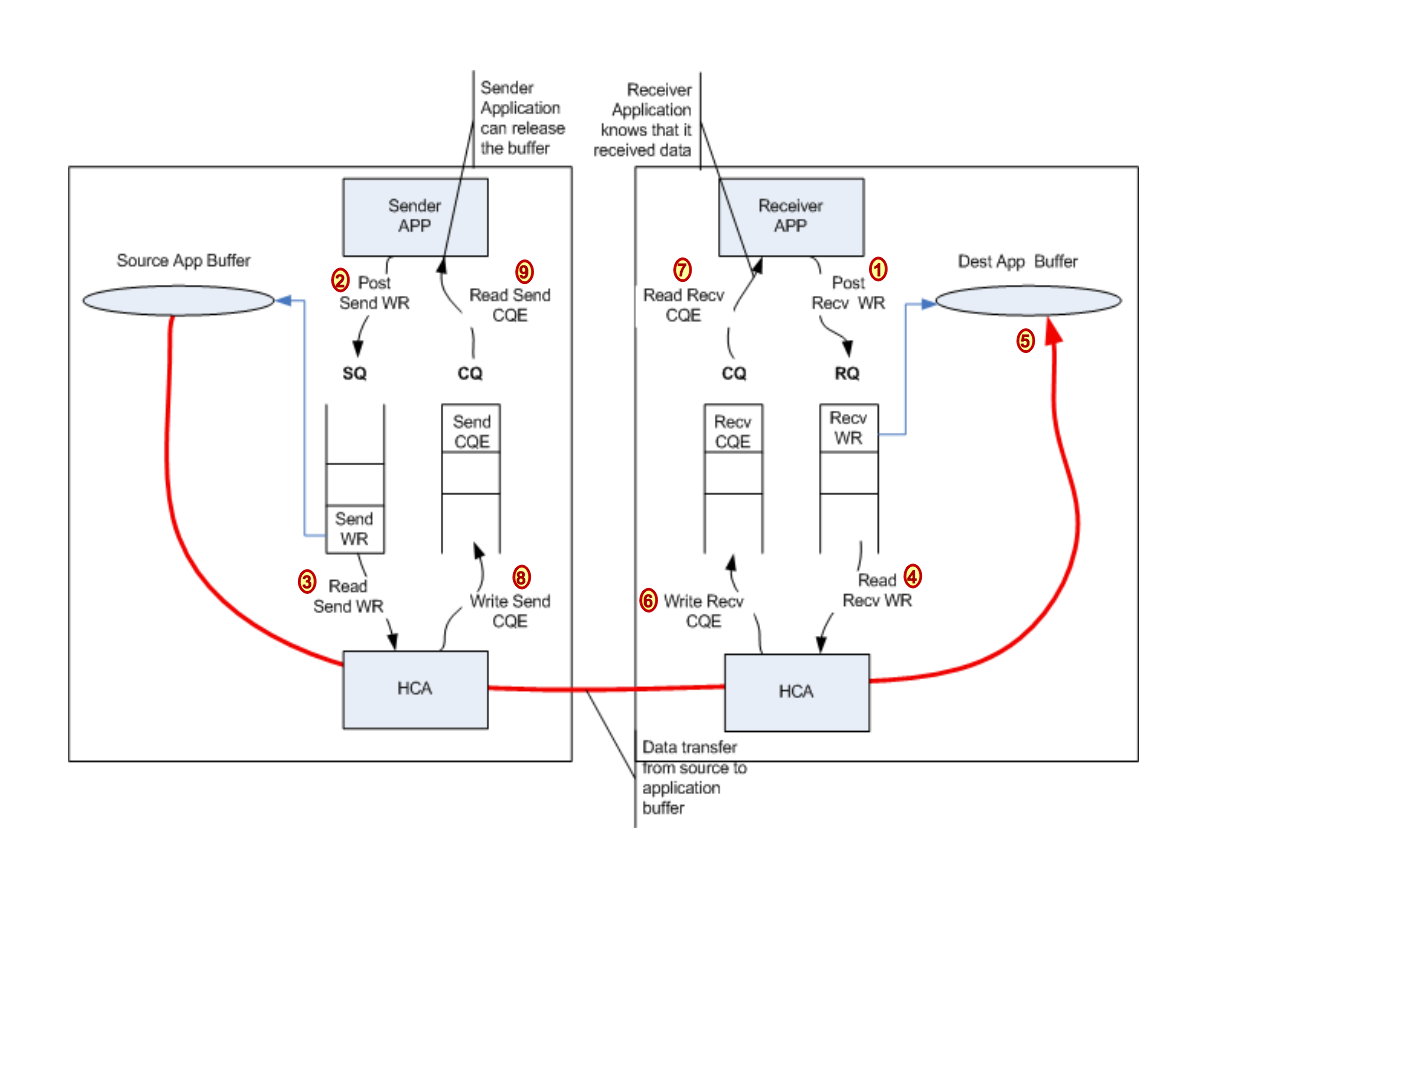 Sender
Application
can release
the buffer
Receiver
Application
knows that it
received data
Sender
APP
Receiver
APP
Source App Buffer
2
Post
Send WR
9
Read Send
CQE
7
Read Recv
CQE
1
Post
Recv WR
Dest App Buffer
5
SQ
CQ
CQ
RQ
Send
CQE
Recv
CQE
Recv
WR
Send
WR
3
Read
Send WR
8
Write Send
CQE
6
Write Recv
CQE
4
Read
Recv WR
HCA
HCA
Data transfer
from source to
application
buffer